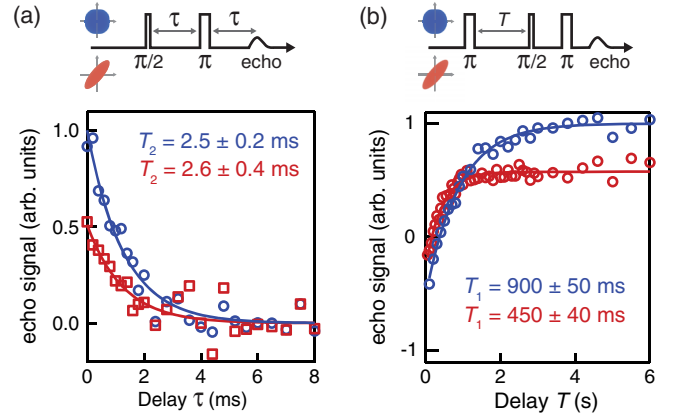 (a)
τ
τ
π/2
π
echo
echo signal (arb. units)
1.0
0.5
0.0
T2 = 2.5 ± 0.2 ms
T2 = 2.6 ± 0.4 ms
0
2
4
6
8
Delay τ (ms)
(b)
T
π
π/2
π
echo
echo signal (arb. units)
1
0
-1
T1 = 900 ± 50 ms
T1 = 450 ± 40 ms
0
2
4
6
Delay T (s)